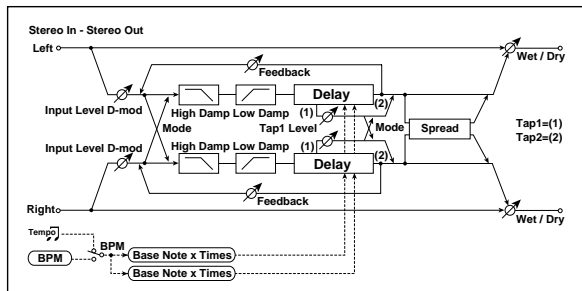 Stereo In - Stereo Out
Left
Wet / Dry
Feedback
Input Level D-mod
High Damp Low Damp
Delay
(1)
(2)
Mode
Tap1 Level
Mode
Spread
Tap1=(1)
Tap2=(2)
Input Level D-mod
High Damp Low Damp
(1)
Delay
(2)
Feedback
Right
Wet / Dry
Tempo
BPM
BPM
Base Note x Times
Base Note x Times